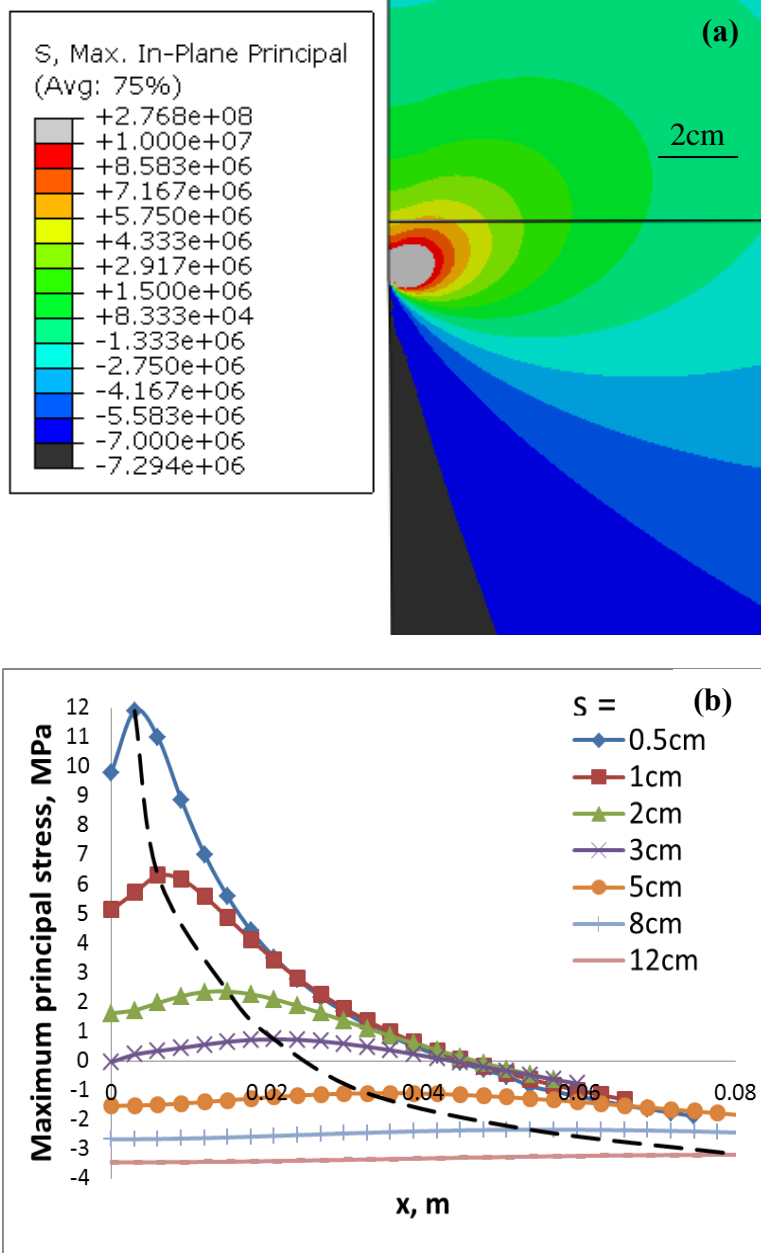 (a)
S, Max. In-Plane Principal
(Avg: 75%)
+2.768e+08
+1.000e+07
+8.583e+06
+7.167e+06
+5.750e+06
+4.333e+06
+2.917e+06
+1.500e+06
+8.333e+04
-1.333e+06
-2.750e+06
-4.167e+06
-5.583e+06
-7.000e+06
-7.294e+06
2cm
(b)
s =
0.5cm
1cm
2cm
3cm
5cm
8cm
12cm
Maximum principal stress, MPa
12
11
10
9
8
7
6
5
4
3
2
1
0
-1
-2
-3
-4
0
0.02
0.04
0.06
0.08
x, m